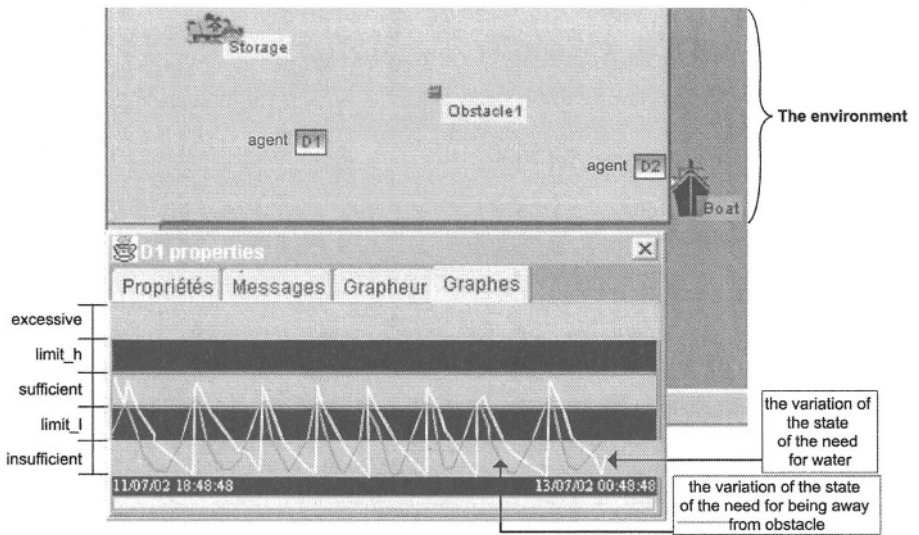 Storage
Obstacle1
agent D1
agent D2
Boat
The environment
D1 properties
Propriétés Messages Grapheur Graphes
excessive
limit_h
sufficient
limit_l
insufficient
11/07/02 18:48:48 13/07/02 00:48:48
the variation of
the state
of the need
for water
the variation of the state
of the need for being away
from obstacle